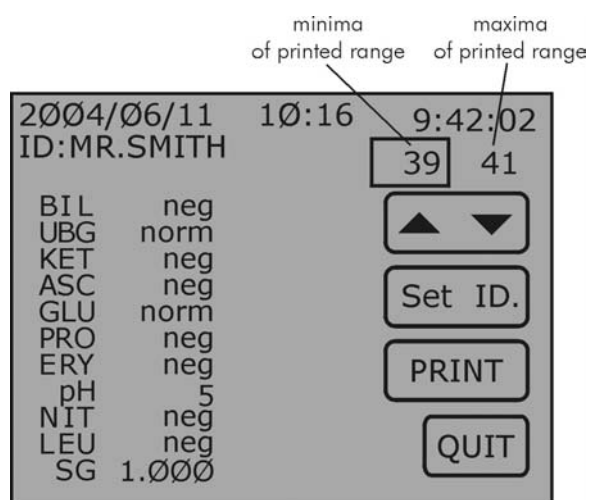 minima
of printed range
maxima
of printed range
2ØØ4/Ø6/11 1Ø:16 9:42:02
ID:MR.SMITH
39 41
BIL neg
UBG norm
KET neg
ASC neg
GLU norm
PRO neg
ERY neg
pH 5
NIT neg
LEU neg
SG 1.ØØØ
Set ID.
PRINT
QUIT